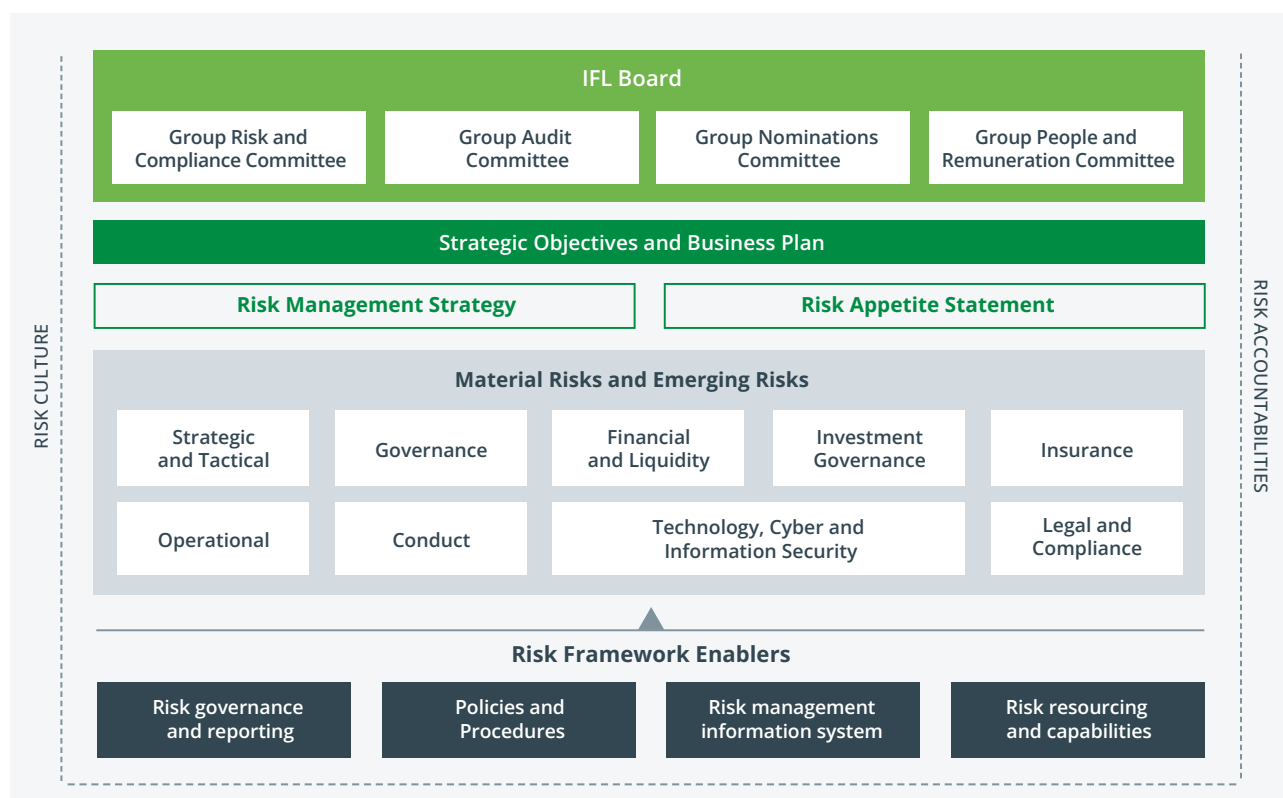 IFL Board
Group Risk and
Compliance Committee
Group Audit
Committee
Group Nominations
Committee
Group People and
Remuneration Committee
Strategic Objectives and Business Plan
Risk Management Strategy
Risk Appetite Statement
RISK CULTURE
RISK ACCOUNTABILITIES
Material Risks and Emerging Risks
Strategic
and Tactical
Governance
Financial
and Liquidity
Investment
Governance
Insurance
Operational
Conduct
Technology, Cyber and
Information Security
Legal and
Compliance
Risk Framework Enablers
Risk governance
and reporting
Policies and
Procedures
Risk management
information system
Risk resourcing
and capabilities